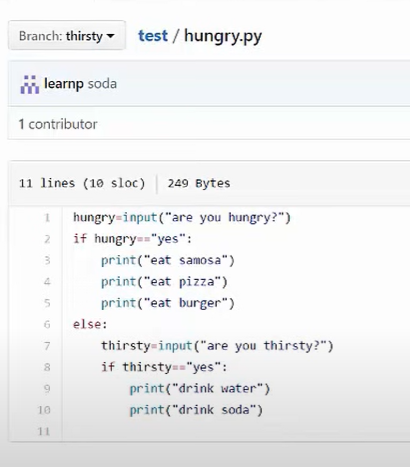 Branch: thirsty
test / hungry.py
learnp soda
1 contributor
11 lines (10 sloc) 249 Bytes
1 hungry=input("are you hungry?")
2 if hungry=="yes":
3 print("eat samosa")
4 print("eat pizza")
5 print("eat burger")
6 else:
7 thirsty=input("are you thirsty?")
8 if thirsty=="yes":
9 print("drink water")
10 print("drink soda")
11